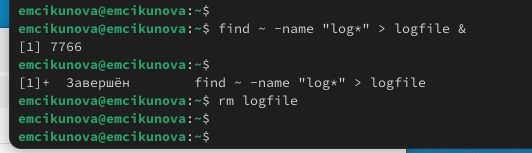 emcikunova@emcikunova:~$
emcikunova@emcikunova:~$ find ~ -name "log*" > logfile &
[1] 7766
emcikunova@emcikunova:~$
[1]+  Завершён        find ~ -name "log*" > logfile
emcikunova@emcikunova:~$ rm logfile
emcikunova@emcikunova:~$
emcikunova@emcikunova:~$